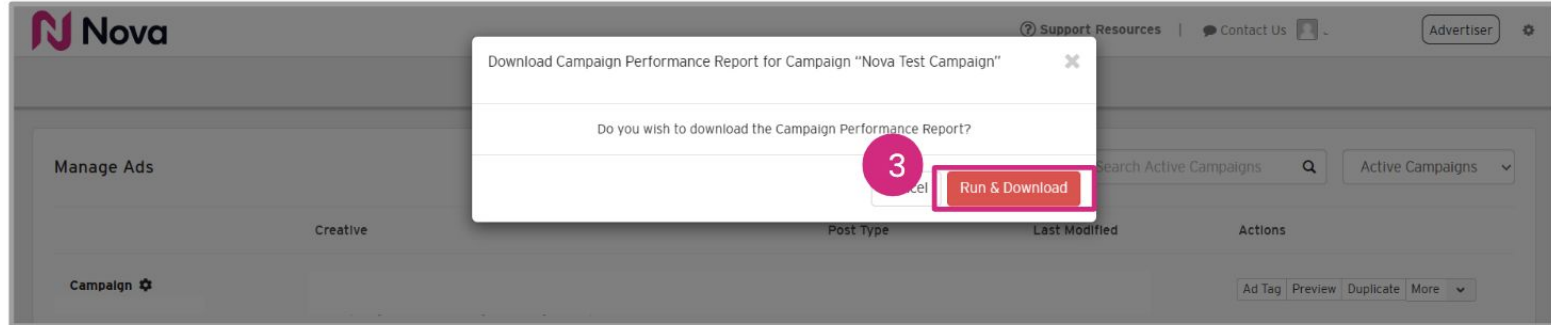 Nova
Support Resources | Contact Us
Advertiser
Download Campaign Performance Report for Campaign “Nova Test Campaign”
Do you wish to download the Campaign Performance Report?
3
Run & Download
Manage Ads
Search Active Campaigns
Active Campaigns
Creative Post Type Last Modified Actions
Campaign
Ad Tag Preview Duplicate More